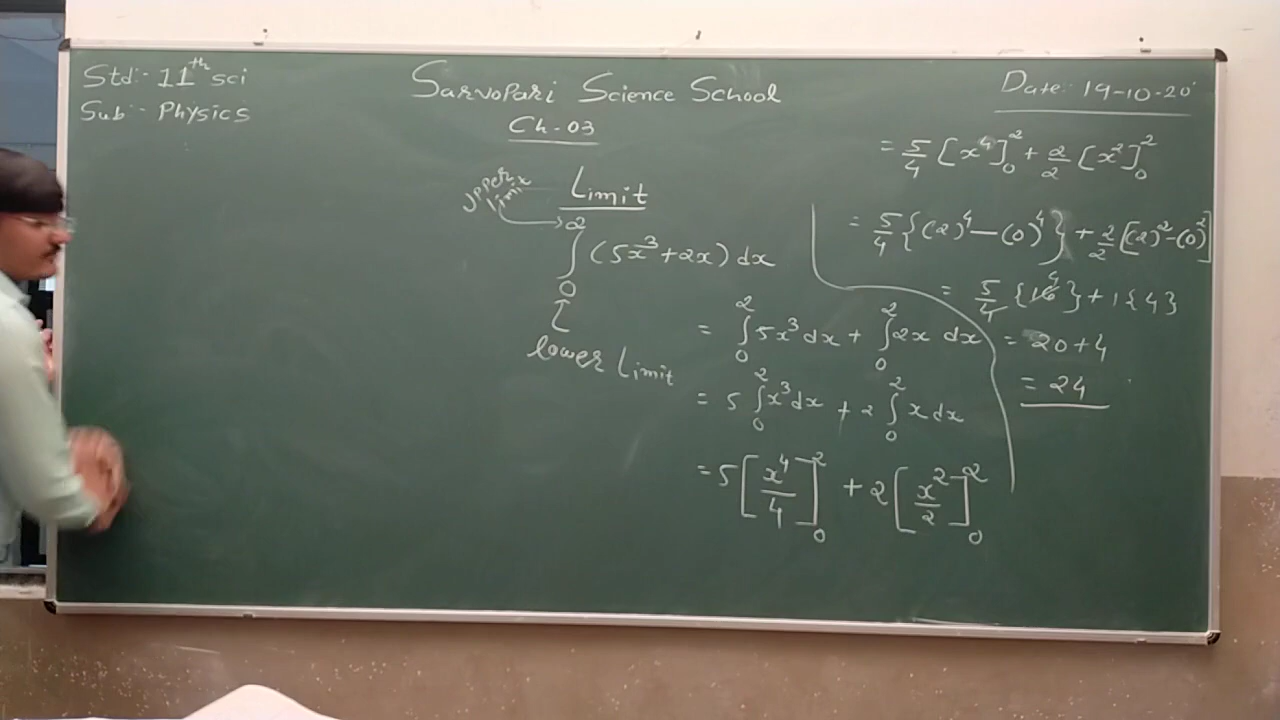 Std:- 11th sci
Sub:- Physics
Sarvopari Science School
Ch-03
Date: 19-10-20
Limit
upper limit
∫₀² (5x³+2x) dx
lower Limit
= ∫₀² 5x³ dx + ∫₀² 2x dx
= 5 ∫₀² x³ dx + 2 ∫₀² x dx
= 5 [x⁴/4]₀² + 2 [x²/2]₀²
= 5/4 [x⁴]₀² + 2/2 [x²]₀²
= 5/4 {(2)⁴ - (0)⁴} + 2/2 [(2)² - (0)²]
= 5/4 {16} + 1{4}
= 20+4
= 24